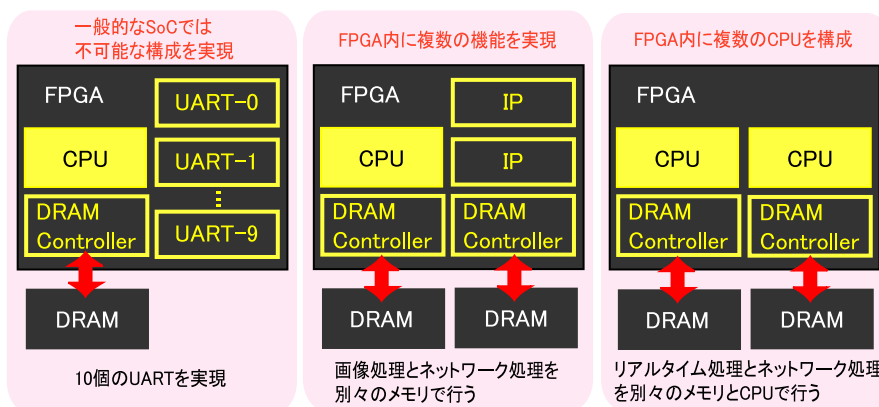 一般的なSoCでは
不可能な構成を実現
FPGA
UART-0
CPU
UART-1
DRAM
Controller
UART-9
DRAM
10個のUARTを実現
FPGA内に複数の機能を実現
FPGA
IP
CPU
IP
DRAM
Controller
DRAM
Controller
DRAM
DRAM
画像処理とネットワーク処理を
別々のメモリで行う
FPGA内に複数のCPUを構成
FPGA
CPU
CPU
DRAM
Controller
DRAM
Controller
DRAM
DRAM
リアルタイム処理とネットワーク処理
を別々のメモリとCPUで行う